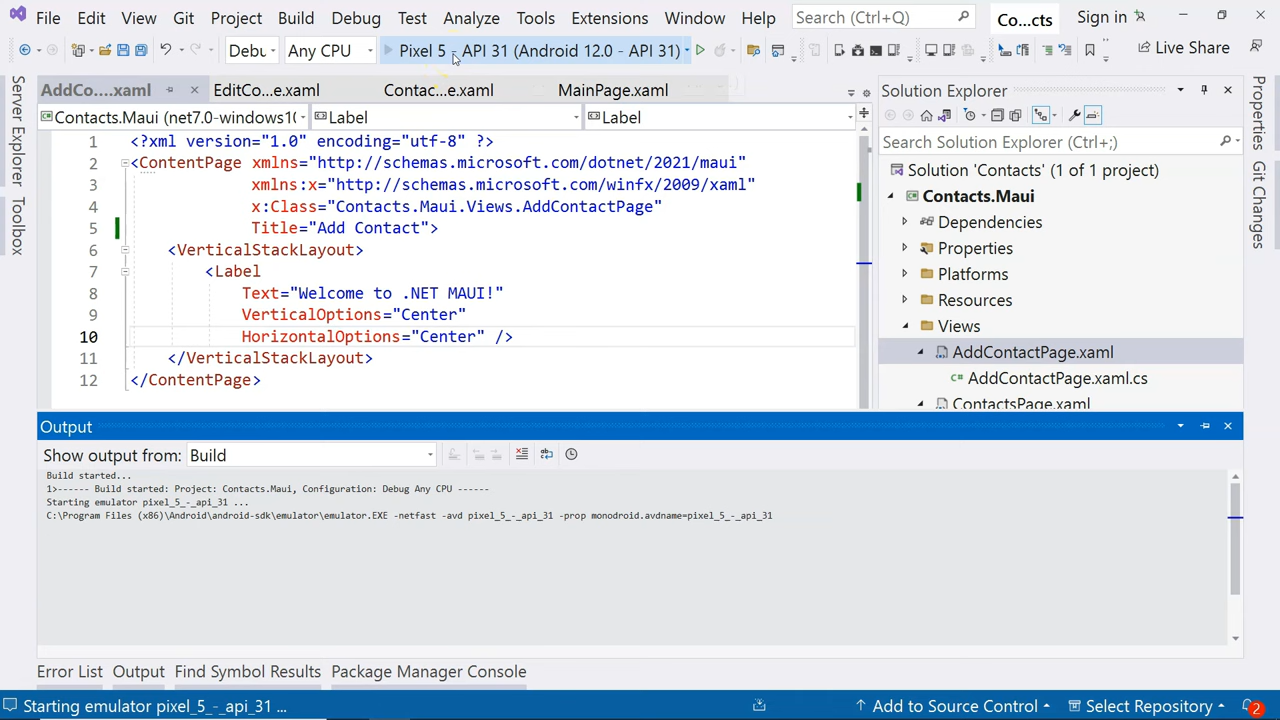 File Edit View Git Project Build Debug Test Analyze Tools Extensions Window Help Search (Ctrl+Q) Co...cts Sign in
Debu Any CPU Pixel 5 - API 31 (Android 12.0 - API 31) Live Share
AddCo....xaml EditCo...e.xaml Contac...e.xaml MainPage.xaml
Contacts.Maui (net7.0-windows10 Label Label
1 <?xml version="1.0" encoding="utf-8" ?>
2 <ContentPage xmlns="http://schemas.microsoft.com/dotnet/2021/maui"
3 xmlns:x="http://schemas.microsoft.com/winfx/2009/xaml"
4 x:Class="Contacts.Maui.Views.AddContactPage"
5 Title="Add Contact">
6 <VerticalStackLayout>
7 <Label
8 Text="Welcome to .NET MAUI!"
9 VerticalOptions="Center"
10 HorizontalOptions="Center" />
11 </VerticalStackLayout>
12 </ContentPage>
Server Explorer
Toolbox
Solution Explorer
Search Solution Explorer (Ctrl+;)
Solution 'Contacts' (1 of 1 project)
Contacts.Maui
Dependencies
Properties
Platforms
Resources
Views
AddContactPage.xaml
AddContactPage.xaml.cs
ContactsPage.xaml
Properties
Git Changes
Output
Show output from: Build
Build started...
1>------ Build started: Project: Contacts.Maui, Configuration: Debug Any CPU ------
Starting emulator pixel_5_-_api_31 ...
C:\Program Files (x86)\Android\android-sdk\emulator\emulator.EXE -netfast -avd pixel_5_-_api_31 -prop monodroid.avdname=pixel_5_-_api_31
Error List Output Find Symbol Results Package Manager Console
Starting emulator pixel_5_-_api_31 ... Add to Source Control Select Repository 2